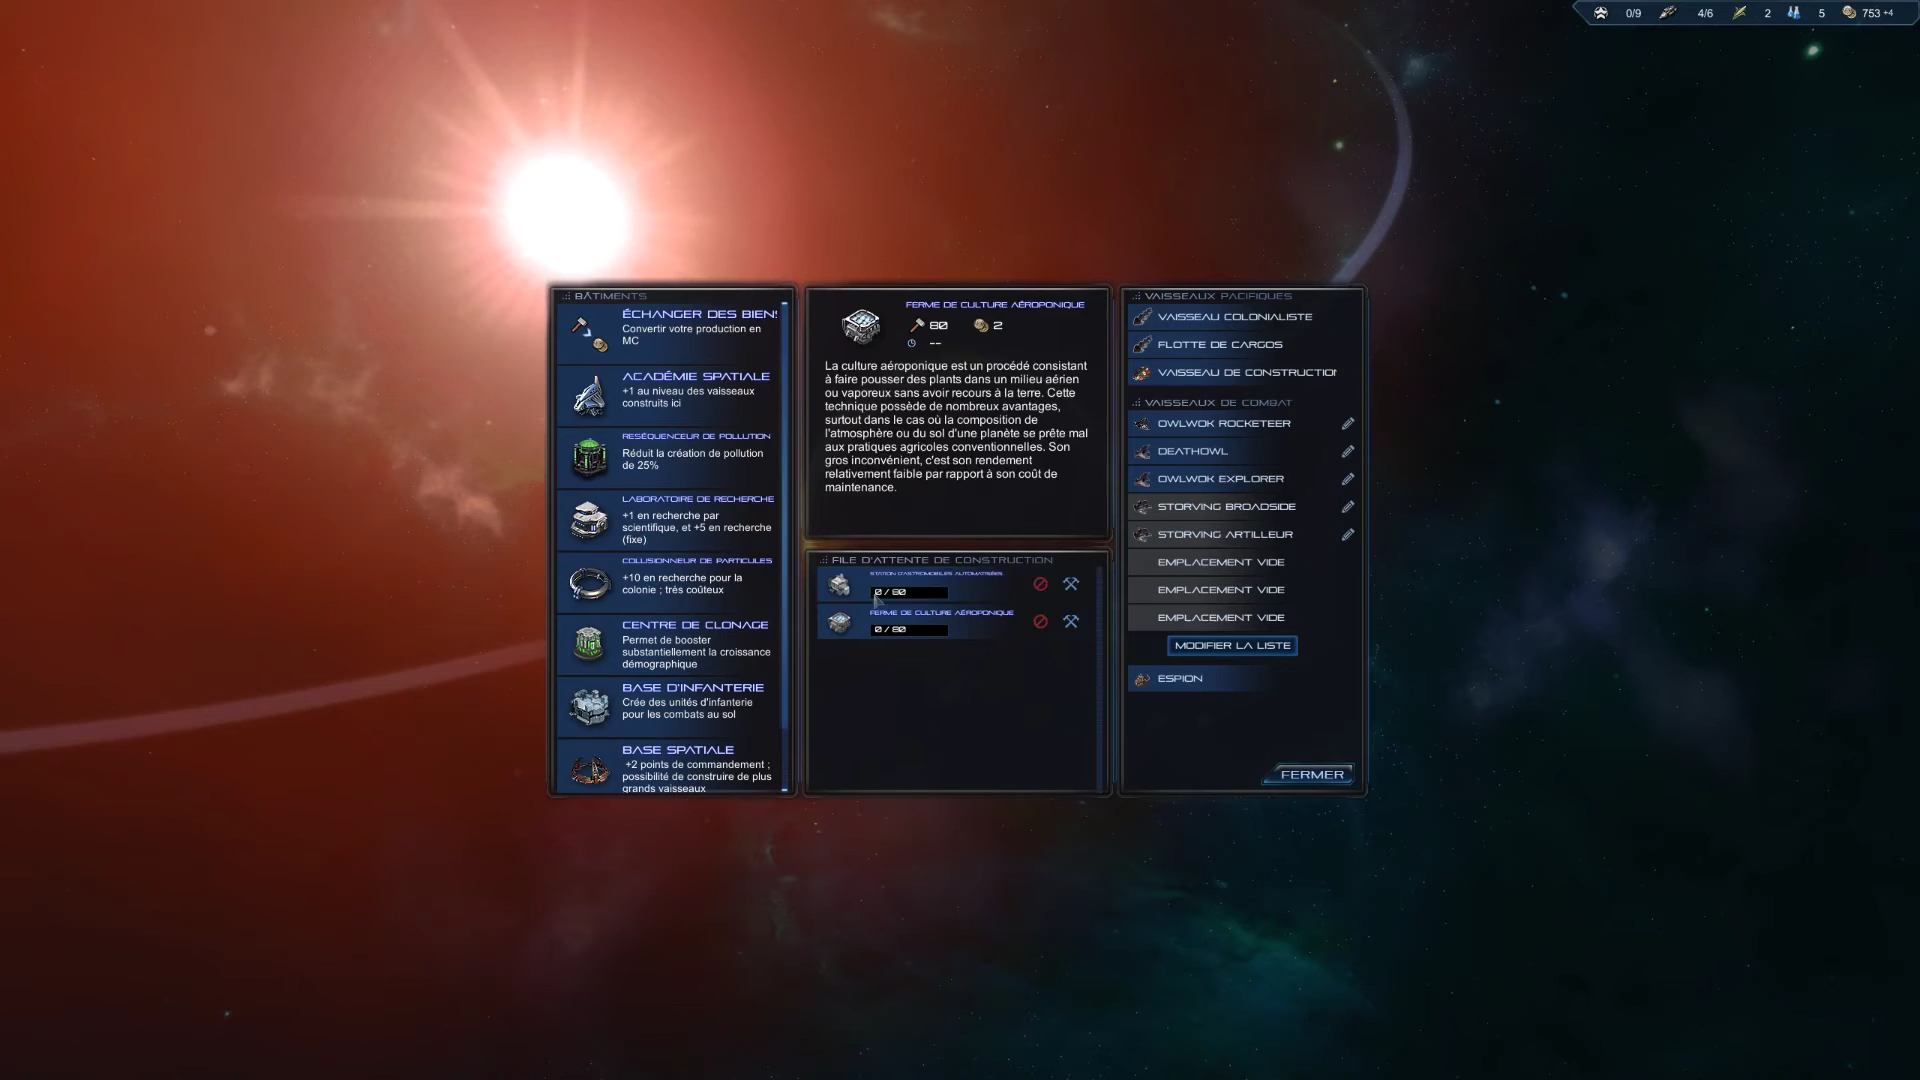 0/9 4/6 2 5 753 +4
BÂTIMENTS
ÉCHANGER DES BIENS
Convertir votre production en
MC
ACADÉMIE SPATIALE
+1 au niveau des vaisseaux
construits ici
RESÉQUENCEUR DE POLLUTION
Réduit la création de pollution
de 25%
LABORATOIRE DE RECHERCHE
+1 en recherche par
scientifique, et +5 en recherche
(fixe)
COLLISIONNEUR DE PARTICULES
+10 en recherche pour la
colonie ; très coûteux
CENTRE DE CLONAGE
Permet de booster
substantiellement la croissance
démographique
BASE D'INFANTERIE
Crée des unités d'infanterie
pour les combats au sol
BASE SPATIALE
+2 points de commandement ;
possibilité de construire de plus
grands vaisseaux
FERME DE CULTURE AÉROPONIQUE
80 2
--
La culture aéroponique est un procédé consistant
à faire pousser des plants dans un milieu aérien
ou vaporeux sans avoir recours à la terre. Cette
technique possède de nombreux avantages,
surtout dans le cas où la composition de
l'atmosphère ou du sol d'une planète se prête mal
aux pratiques agricoles conventionnelles. Son
gros inconvénient, c'est son rendement
relativement faible par rapport à son coût de
maintenance.
FILE D'ATTENTE DE CONSTRUCTION
STATION D'ASTROMOBILES AUTOMATISÉES
0 / 60
FERME DE CULTURE AÉROPONIQUE
0 / 80
VAISSEAUX PACIFIQUES
VAISSEAU COLONIALISTE
FLOTTE DE CARGOS
VAISSEAU DE CONSTRUCTION
VAISSEAUX DE COMBAT
OWLWOK ROCKETEER
DEATHOWL
OWLWOK EXPLORER
STORVING BROADSIDE
STORVING ARTILLEUR
EMPLACEMENT VIDE
EMPLACEMENT VIDE
EMPLACEMENT VIDE
MODIFIER LA LISTE
ESPION
FERMER